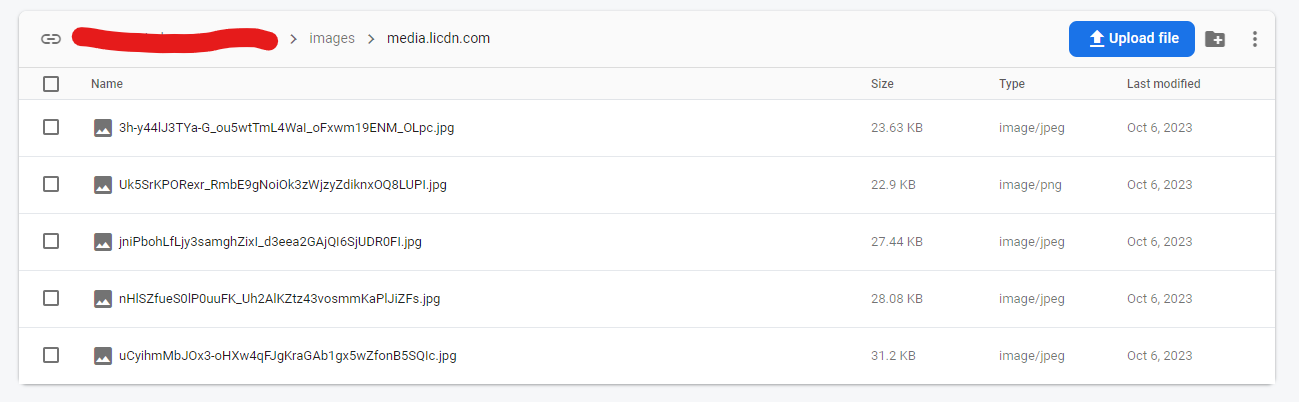 images > media.licdn.com Upload file
Name Size Type Last modified
3h-y44lJ3TYa-G_ou5wtTmL4WaI_oFxwm19ENM_OLpc.jpg 23.63 KB image/jpeg Oct 6, 2023
Uk5SrKPORexr_RmbE9gNoiOk3zWjzyZdiknxOQ8LUPI.jpg 22.9 KB image/png Oct 6, 2023
jniPbohLfLjy3samghZixI_d3eea2GAjQI6SjUDR0FI.jpg 27.44 KB image/jpeg Oct 6, 2023
nHlSZfueS0lP0uuFK_Uh2AlKZtz43vosmmKaPlJiZFs.jpg 28.08 KB image/jpeg Oct 6, 2023
uCyihmMbJOx3-oHXw4qFJgKraGAb1gx5wZfonB5SQIc.jpg 31.2 KB image/jpeg Oct 6, 2023